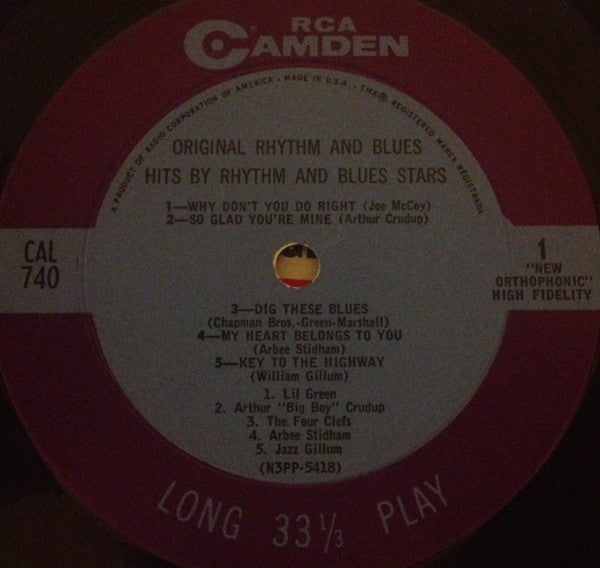 RCA
CAMDEN
A PRODUCT OF RADIO CORPORATION OF AMERICA • MADE IN U.S.A. • TMK ® REGISTERED MARCA REGISTRADA
ORIGINAL RHYTHM AND BLUES
HITS BY RHYTHM AND BLUES STARS
1—WHY DON'T YOU DO RIGHT (Joe McCoy)
2—SO GLAD YOU'RE MINE (Arthur Crudup)
CAL
740
1
"NEW
ORTHOPHONIC"
HIGH FIDELITY
3—DIG THESE BLUES
(Chapman Bros.-Green-Marshall)
4—MY HEART BELONGS TO YOU
(Arbee Stidham)
5—KEY TO THE HIGHWAY
(William Gillum)
1. Lil Green
2. Arthur "Big Boy" Crudup
3. The Four Clefs
4. Arbee Stidham
5. Jazz Gillum
(N3PP-5418)
LONG 33⅓ PLAY